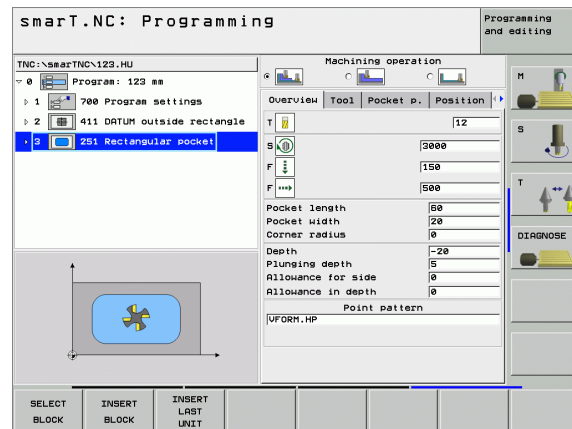 smarT.NC: Programming
Programming
and editing
TNC:\smarTNC\123.HU
0 Program: 123 mm
1 700 Program settings
2 411 DATUM outside rectangle
3 251 Rectangular pocket
Machining operation
Overview Tool Pocket p. Position
T 12
S 3000
F 150
F 500
Pocket length 60
Pocket width 20
Corner radius 0
Depth -20
Plunging depth 5
Allowance for side 0
Allowance in depth 0
Point pattern
VFORM.HP
M
S
T
DIAGNOSE
SELECT
BLOCK
INSERT
BLOCK
INSERT
LAST
UNIT